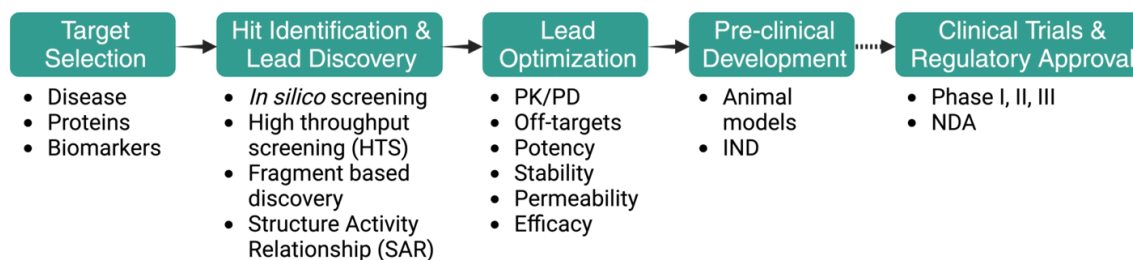 Target
Selection
Hit Identification &
Lead Discovery
Lead
Optimization
Pre-clinical
Development
Clinical Trials &
Regulatory Approval
• Disease
• Proteins
• Biomarkers
• In silico screening
• High throughput
screening (HTS)
• Fragment based
discovery
• Structure Activity
Relationship (SAR)
• PK/PD
• Off-targets
• Potency
• Stability
• Permeability
• Efficacy
• Animal
models
• IND
• Phase I, II, III
• NDA